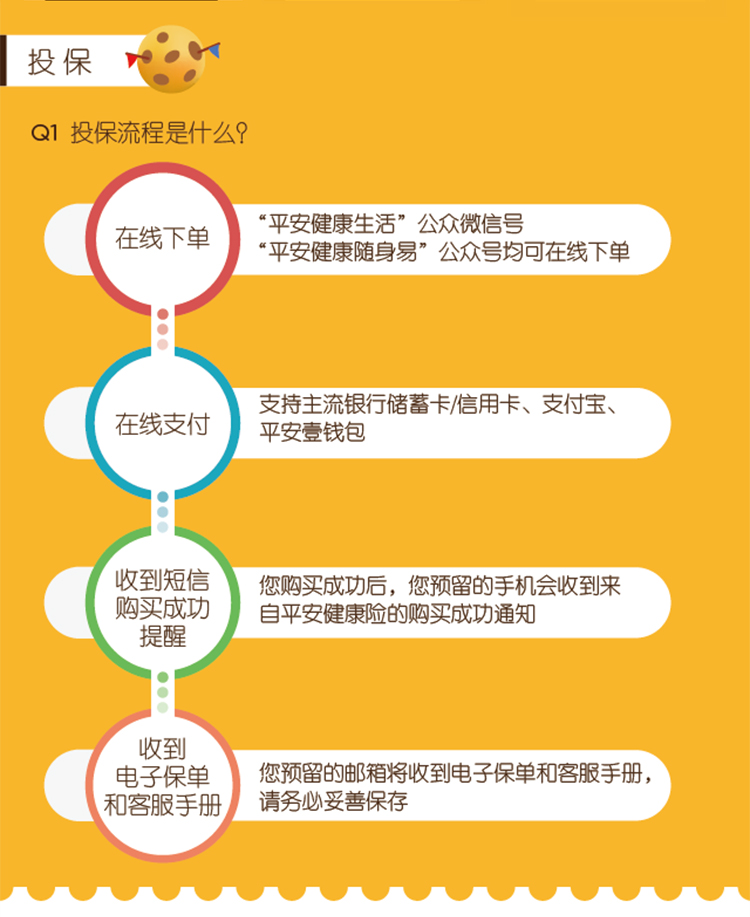 投保
Q1 投保流程是什么?
在线下单
“平安健康生活”公众微信号
“平安健康随身易”公众号均可在线下单
在线支付
支持主流银行储蓄卡/信用卡、支付宝、
平安壹钱包
收到短信
购买成功
提醒
您购买成功后，您预留的手机会收到来
自平安健康险的购买成功通知
收到
电子保单
和客服手册
您预留的邮箱将收到电子保单和客服手册，
请务必妥善保存